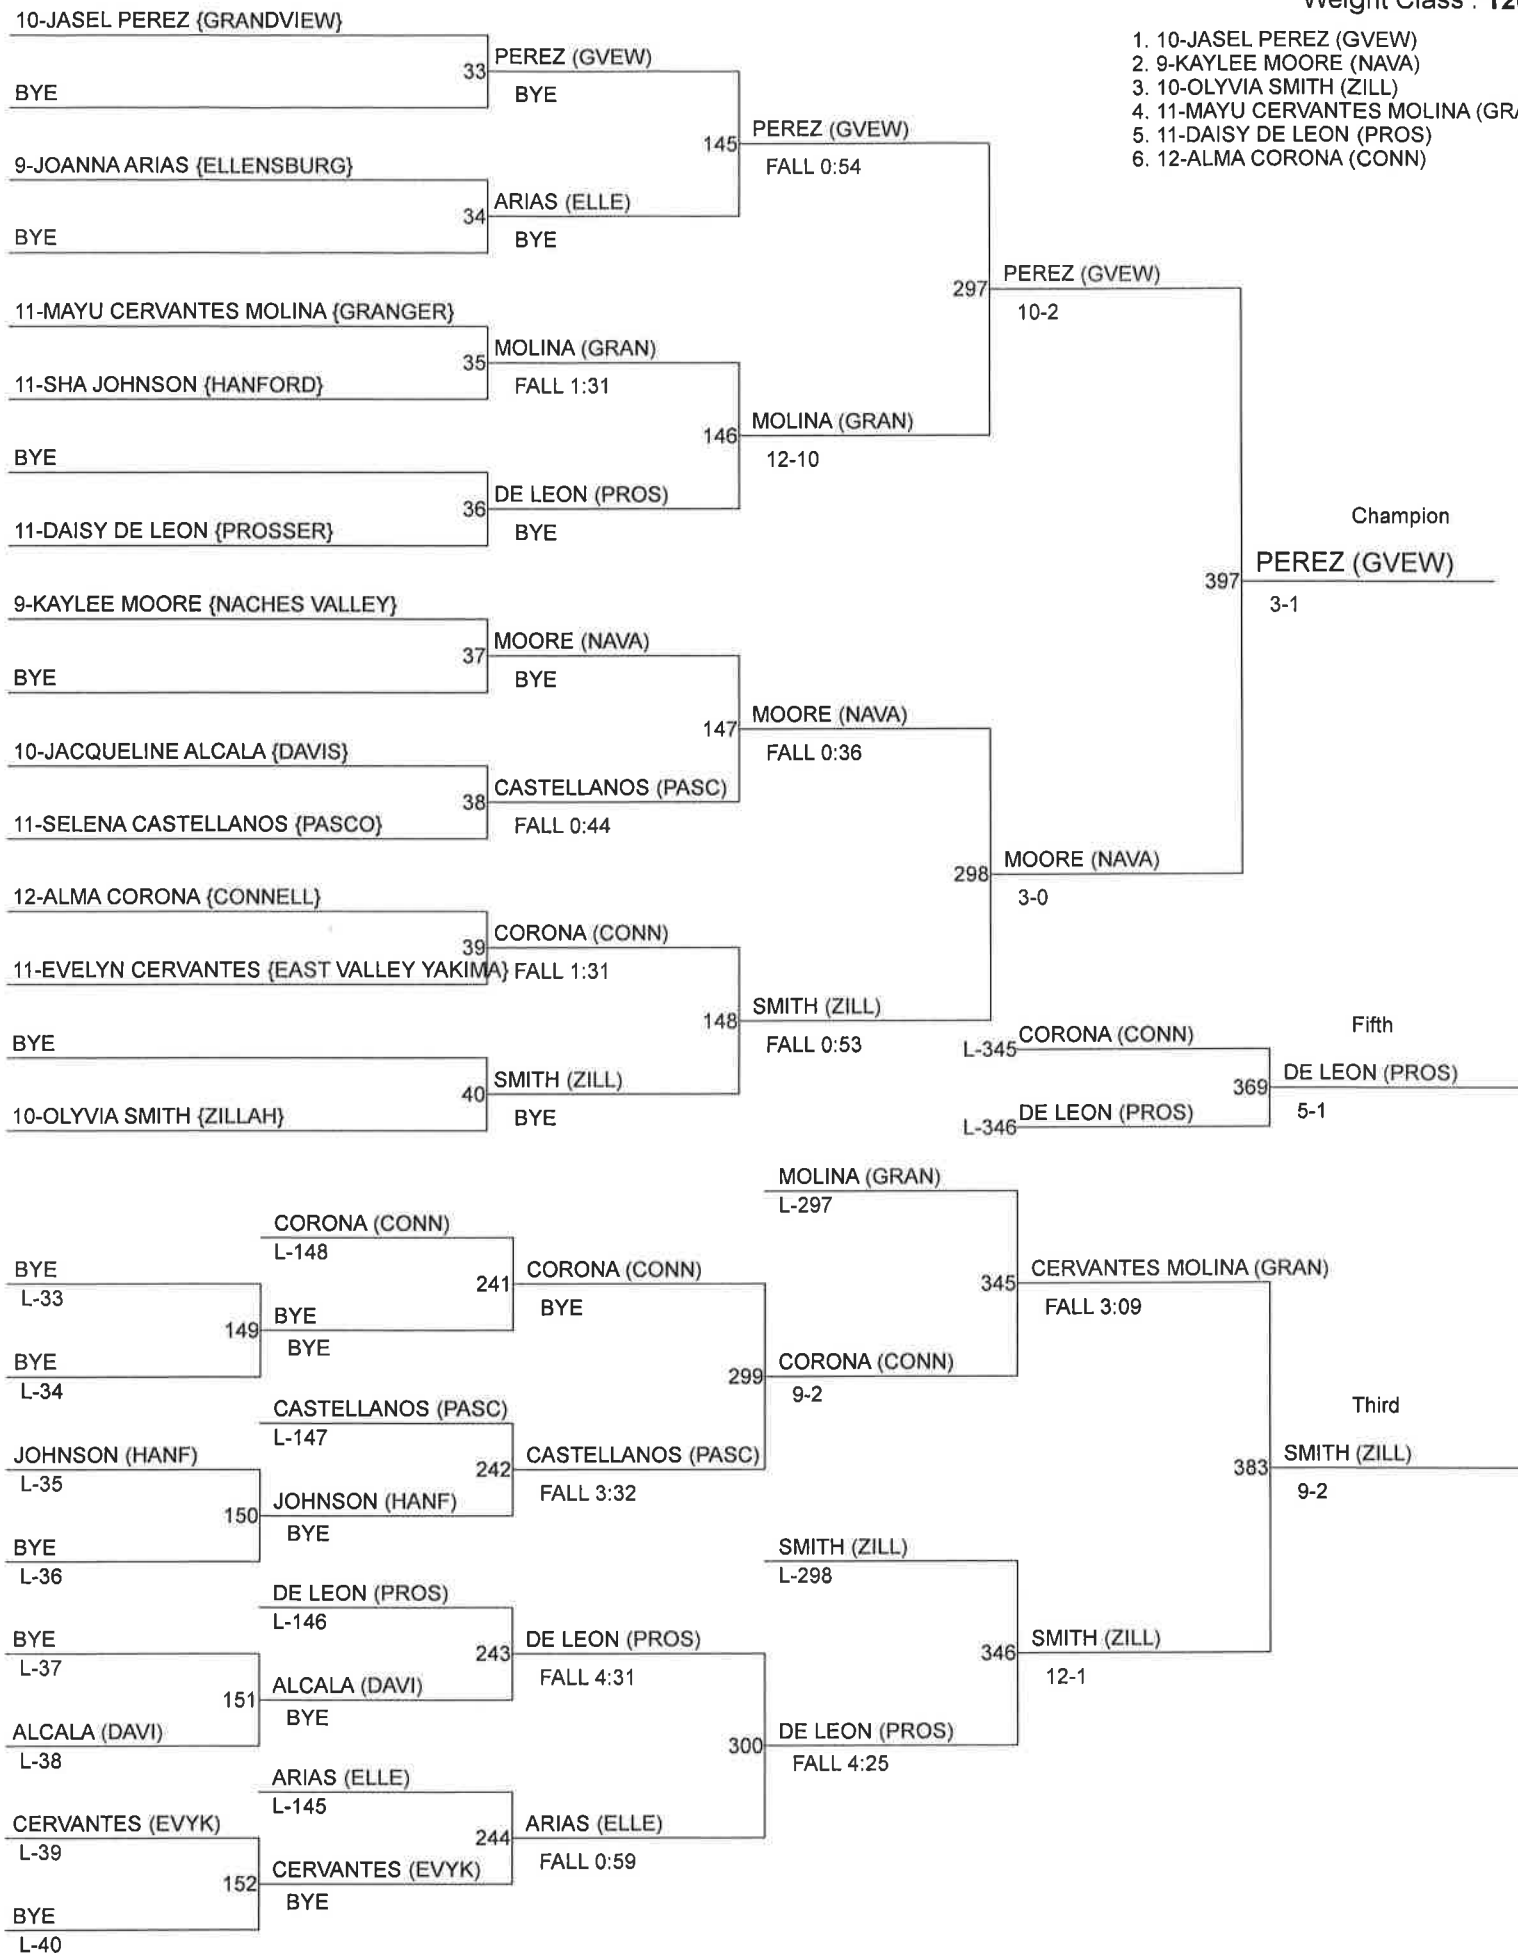 Weight Class :
1. 10-JASEL PEREZ (GVEW)
2. 9-KAYLEE MOORE (NAVA)
3. 10-OLYVIA SMITH (ZILL)
4. 11-MAYU CERVANTES MOLINA
5. 11-DAISY DE LEON (PROS)
6. 12-ALMA CORONA (CONN)
10-JASEL PEREZ {GRANDVIEW}
33 PEREZ (GVEW)
BYE
BYE
145 PEREZ (GVEW)
FALL 0:54
9-JOANNA ARIAS {ELLENSBURG}
34 ARIAS (ELLE)
BYE
BYE
297 PEREZ (GVEW)
10-2
11-MAYU CERVANTES MOLINA {GRANGER}
35 MOLINA (GRAN)
11-SHA JOHNSON {HANFORD}
FALL 1:31
146 MOLINA (GRAN)
12-10
BYE
36 DE LEON (PROS)
11-DAISY DE LEON {PROSSER}
BYE
Champion
397 PEREZ (GVEW)
3-1
9-KAYLEE MOORE {NACHES VALLEY}
37 MOORE (NAVA)
BYE
BYE
147 MOORE (NAVA)
FALL 0:36
10-JACQUELINE ALCALA {DAVIS}
38 CASTELLANOS (PASC)
11-SELENA CASTELLANOS {PASCO}
FALL 0:44
298 MOORE (NAVA)
3-0
12-ALMA CORONA {CONNELL}
39 CORONA (CONN)
11-EVELYN CERVANTES {EAST VALLEY YAKIMA} FALL 1:31
148 SMITH (ZILL)
FALL 0:53
BYE
40 SMITH (ZILL)
10-OLYVIA SMITH {ZILLAH}
BYE
Fifth
L-345 CORONA (CONN)
369 DE LEON (PROS)
L-346 DE LEON (PROS)
5-1
MOLINA (GRAN)
L-297
CORONA (CONN)
L-148
BYE
L-33
241 CORONA (CONN)
BYE
345 CERVANTES MOLINA (GRAN)
FALL 3:09
149 BYE
BYE
BYE
L-34
299 CORONA (CONN)
9-2
CASTELLANOS (PASC)
L-147
Third
JOHNSON (HANF)
L-35
242 CASTELLANOS (PASC)
FALL 3:32
383 SMITH (ZILL)
9-2
150 JOHNSON (HANF)
BYE
BYE
L-36
SMITH (ZILL)
L-298
DE LEON (PROS)
L-146
BYE
L-37
243 DE LEON (PROS)
FALL 4:31
346 SMITH (ZILL)
12-1
151 ALCALA (DAVI)
BYE
ALCALA (DAVI)
L-38
300 DE LEON (PROS)
FALL 4:25
ARIAS (ELLE)
L-145
CERVANTES (EVYK)
L-39
244 ARIAS (ELLE)
FALL 0:59
152 CERVANTES (EVYK)
BYE
BYE
L-40